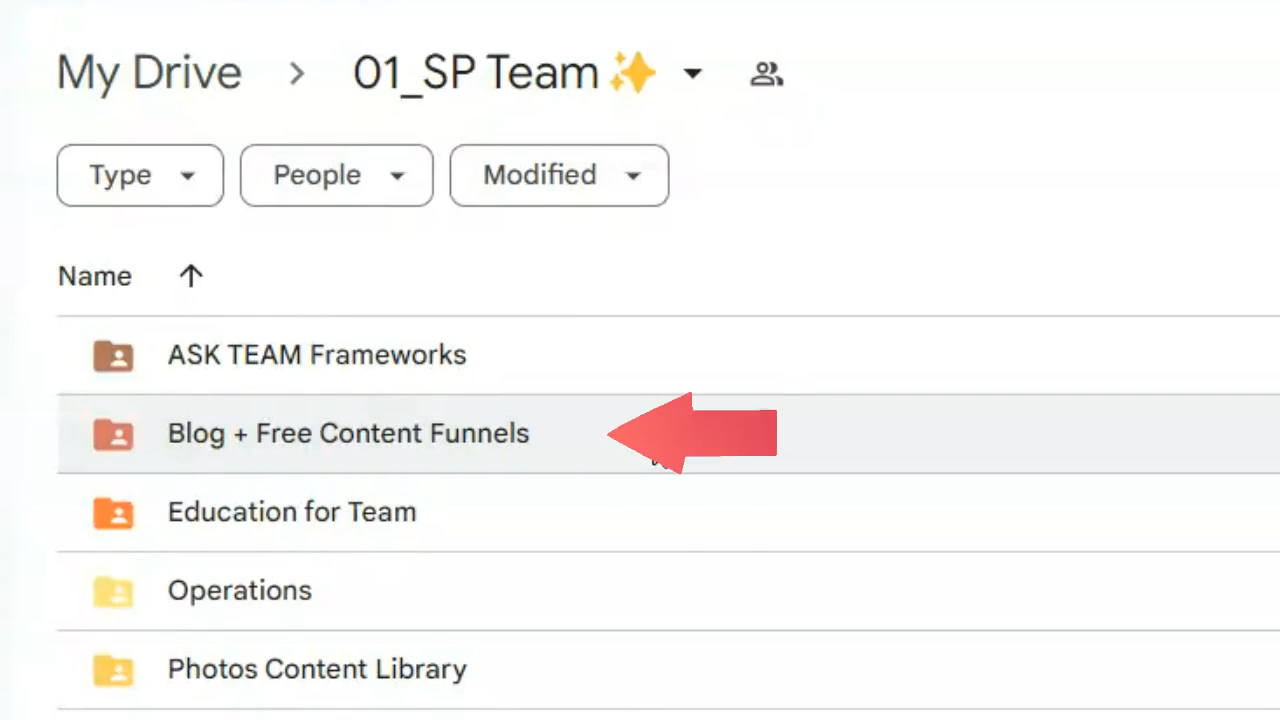 My Drive > 01_SP Team ✨
Type People Modified
Name ↑
ASK TEAM Frameworks
Blog + Free Content Funnels
Education for Team
Operations
Photos Content Library